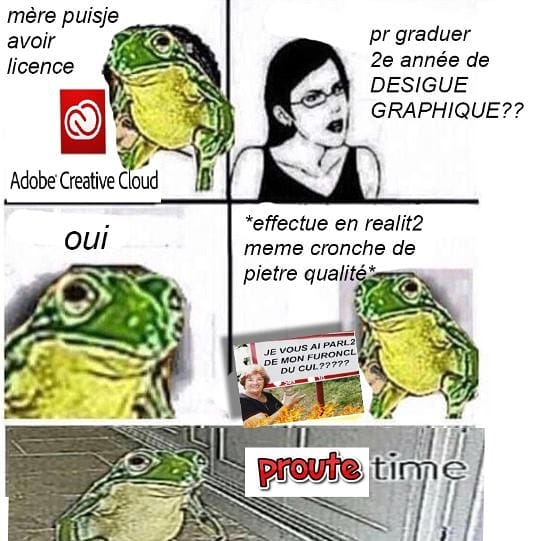 mère puisje
avoir
licence
Adobe Creative Cloud
pr graduer
2e année de
DESIGUE
GRAPHIQUE??
oui
*effectue en realit2
meme cronche de
pietre qualité*
JE VOUS AI PARL2
DE MON FURONCL
DU CUL?????
proute time